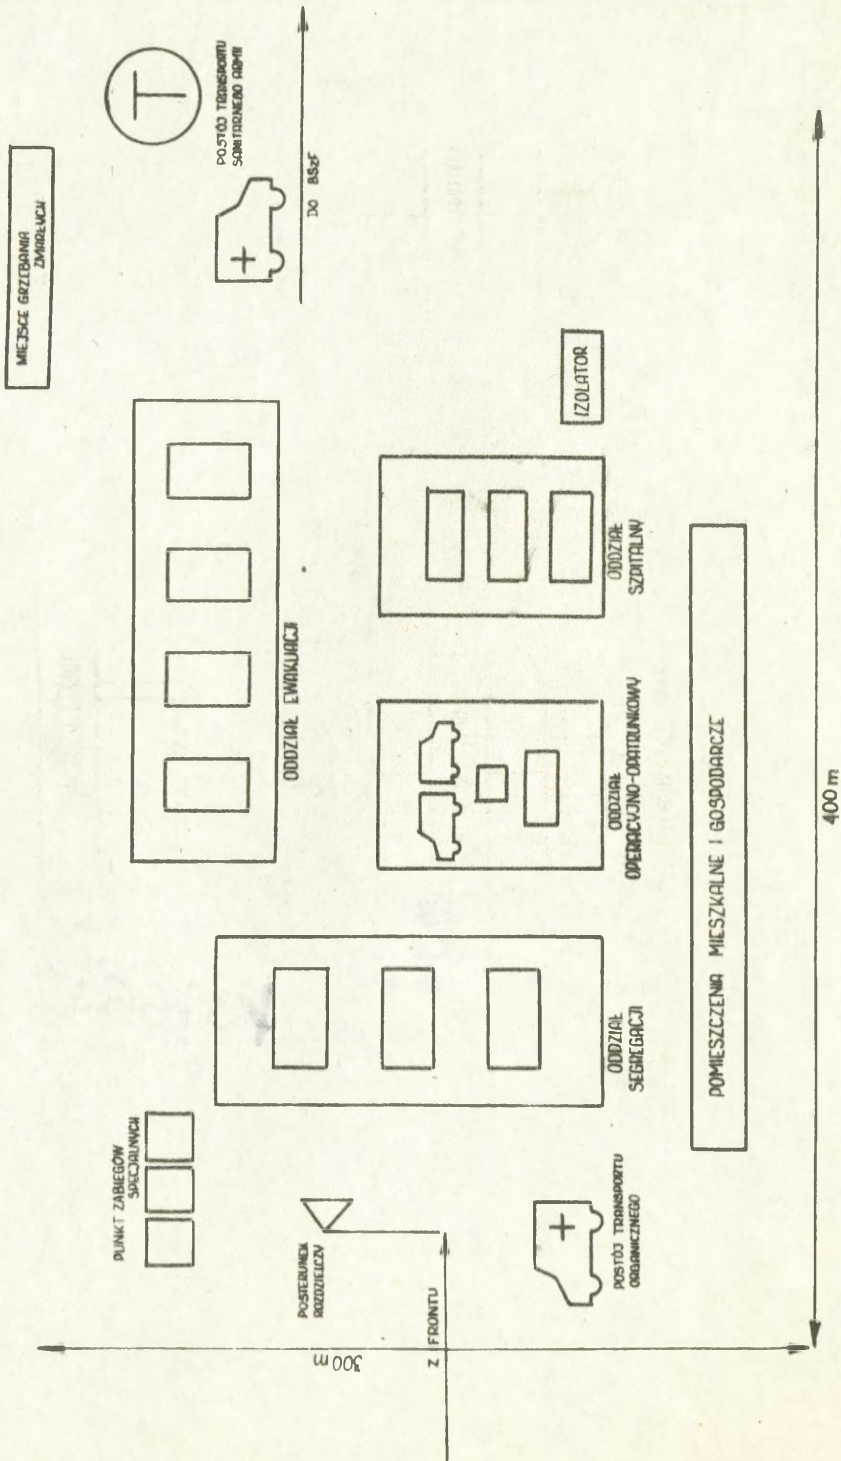 MIEJSCE GRZEBANIA
ZMARŁYCH
T
POSTÓJ TRANSPORTU
SANITARNEGO ARMII
DO BSzF
ODDZIAŁ EWAKUACJI
IZOLATOR
ODDZIAŁ
SZPITALNY
ODDZIAŁ
OPERACYJNO-OPATRUNKOWY
ODDZIAŁ
SEGREGACJI
PUNKT ZABIEGÓW
SPECJALNYCH
POSTERUNEK
ROZDZIELCZY
Z FRONTU
POSTÓJ TRANSPORTU
ORGANICZNEGO
POMIESZCZENIA MIESZKALNE I GOSPODARCZE
300 m
400 m